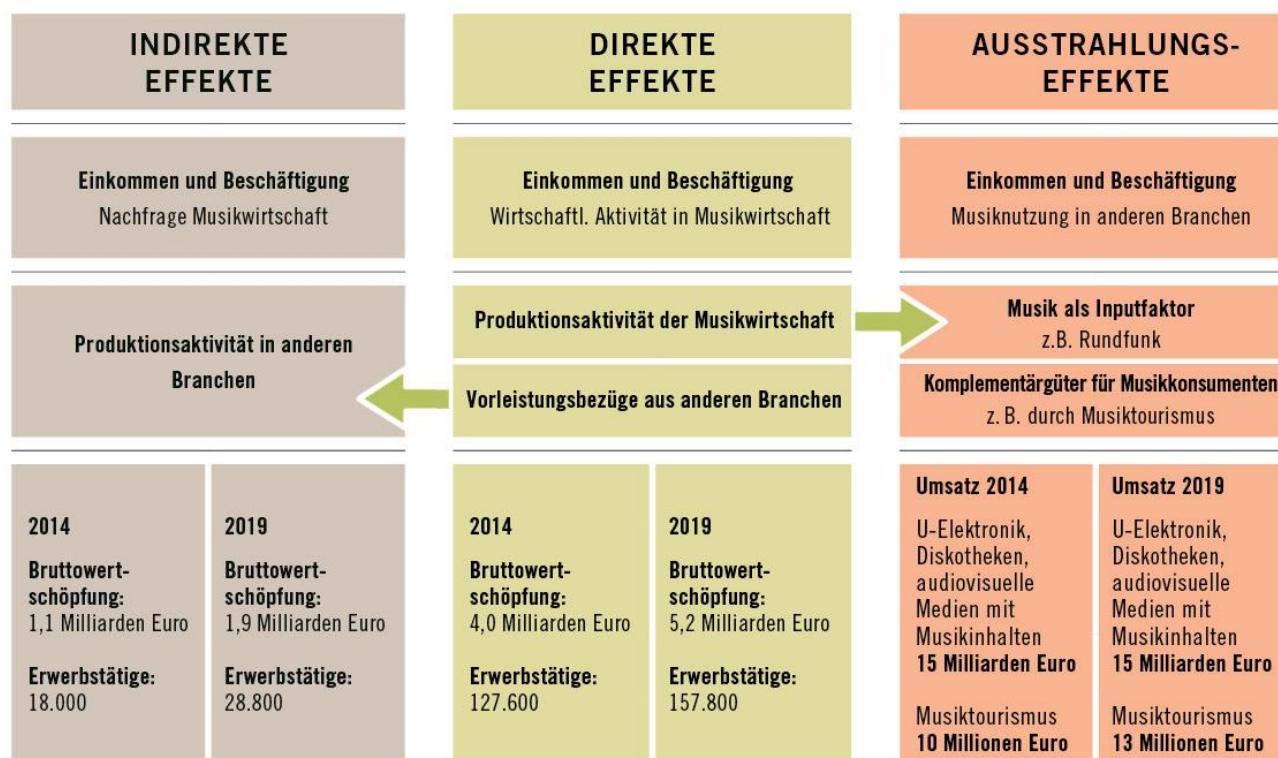 INDIREKTE
EFFEKTE
DIREKTE
EFFEKTE
AUSSTRAHLUNGS-
EFFEKTE
Einkommen und Beschäftigung
Nachfrage Musikwirtschaft
Einkommen und Beschäftigung
Wirtschaftl. Aktivität in Musikwirtschaft
Einkommen und Beschäftigung
Musiknutzung in anderen Branchen
Produktionsaktivität in anderen
Branchen
Produktionsaktivität der Musikwirtschaft
Vorleistungsbezüge aus anderen Branchen
Musik als Inputfaktor
z.B. Rundfunk
Komplementärgüter für Musikkonsumenten
z. B. durch Musiktourismus
2014
Bruttowert-
schöpfung:
1,1 Milliarden Euro
Erwerbstätige:
18.000
2019
Bruttowert-
schöpfung:
1,9 Milliarden Euro
Erwerbstätige:
28.800
2014
Bruttowert-
schöpfung:
4,0 Milliarden Euro
Erwerbstätige:
127.600
2019
Bruttowert-
schöpfung:
5,2 Milliarden Euro
Erwerbstätige:
157.800
Umsatz 2014
U-Elektronik,
Diskotheken,
audiovisuelle
Medien mit
Musikinhalten
15 Milliarden Euro
Musiktourismus
10 Millionen Euro
Umsatz 2019
U-Elektronik,
Diskotheken,
audiovisuelle
Medien mit
Musikinhalten
15 Milliarden Euro
Musiktourismus
13 Millionen Euro